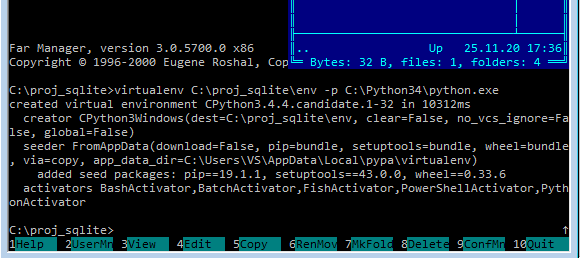 ..          Up   25.11.20 17:36
Far Manager, version 3.0.5700.0 x86
Copyright © 1996-2000 Eugene Roshal, Cop
Bytes: 32 B, files: 1, folders: 4
C:\proj_sqlite>virtualenv C:\proj_sqlite\env -p C:\Python34\python.exe
created virtual environment CPython3.4.4.candidate.1-32 in 10312ms
  creator CPython3Windows(dest=C:\proj_sqlite\env, clear=False, no_vcs_ignore=Fa
lse, global=False)
  seeder FromAppData(download=False, pip=bundle, setuptools=bundle, wheel=bundle
, via=copy, app_data_dir=C:\Users\VS\AppData\Local\pypa\virtualenv)
    added seed packages: pip==19.1.1, setuptools==43.0.0, wheel==0.33.6
  activators BashActivator,BatchActivator,FishActivator,PowerShellActivator,Pyth
onActivator
C:\proj_sqlite> ↑
1Help 2UserMn 3View 4Edit 5Copy 6RenMov 7MkFold 8Delete 9ConfMn 10Quit